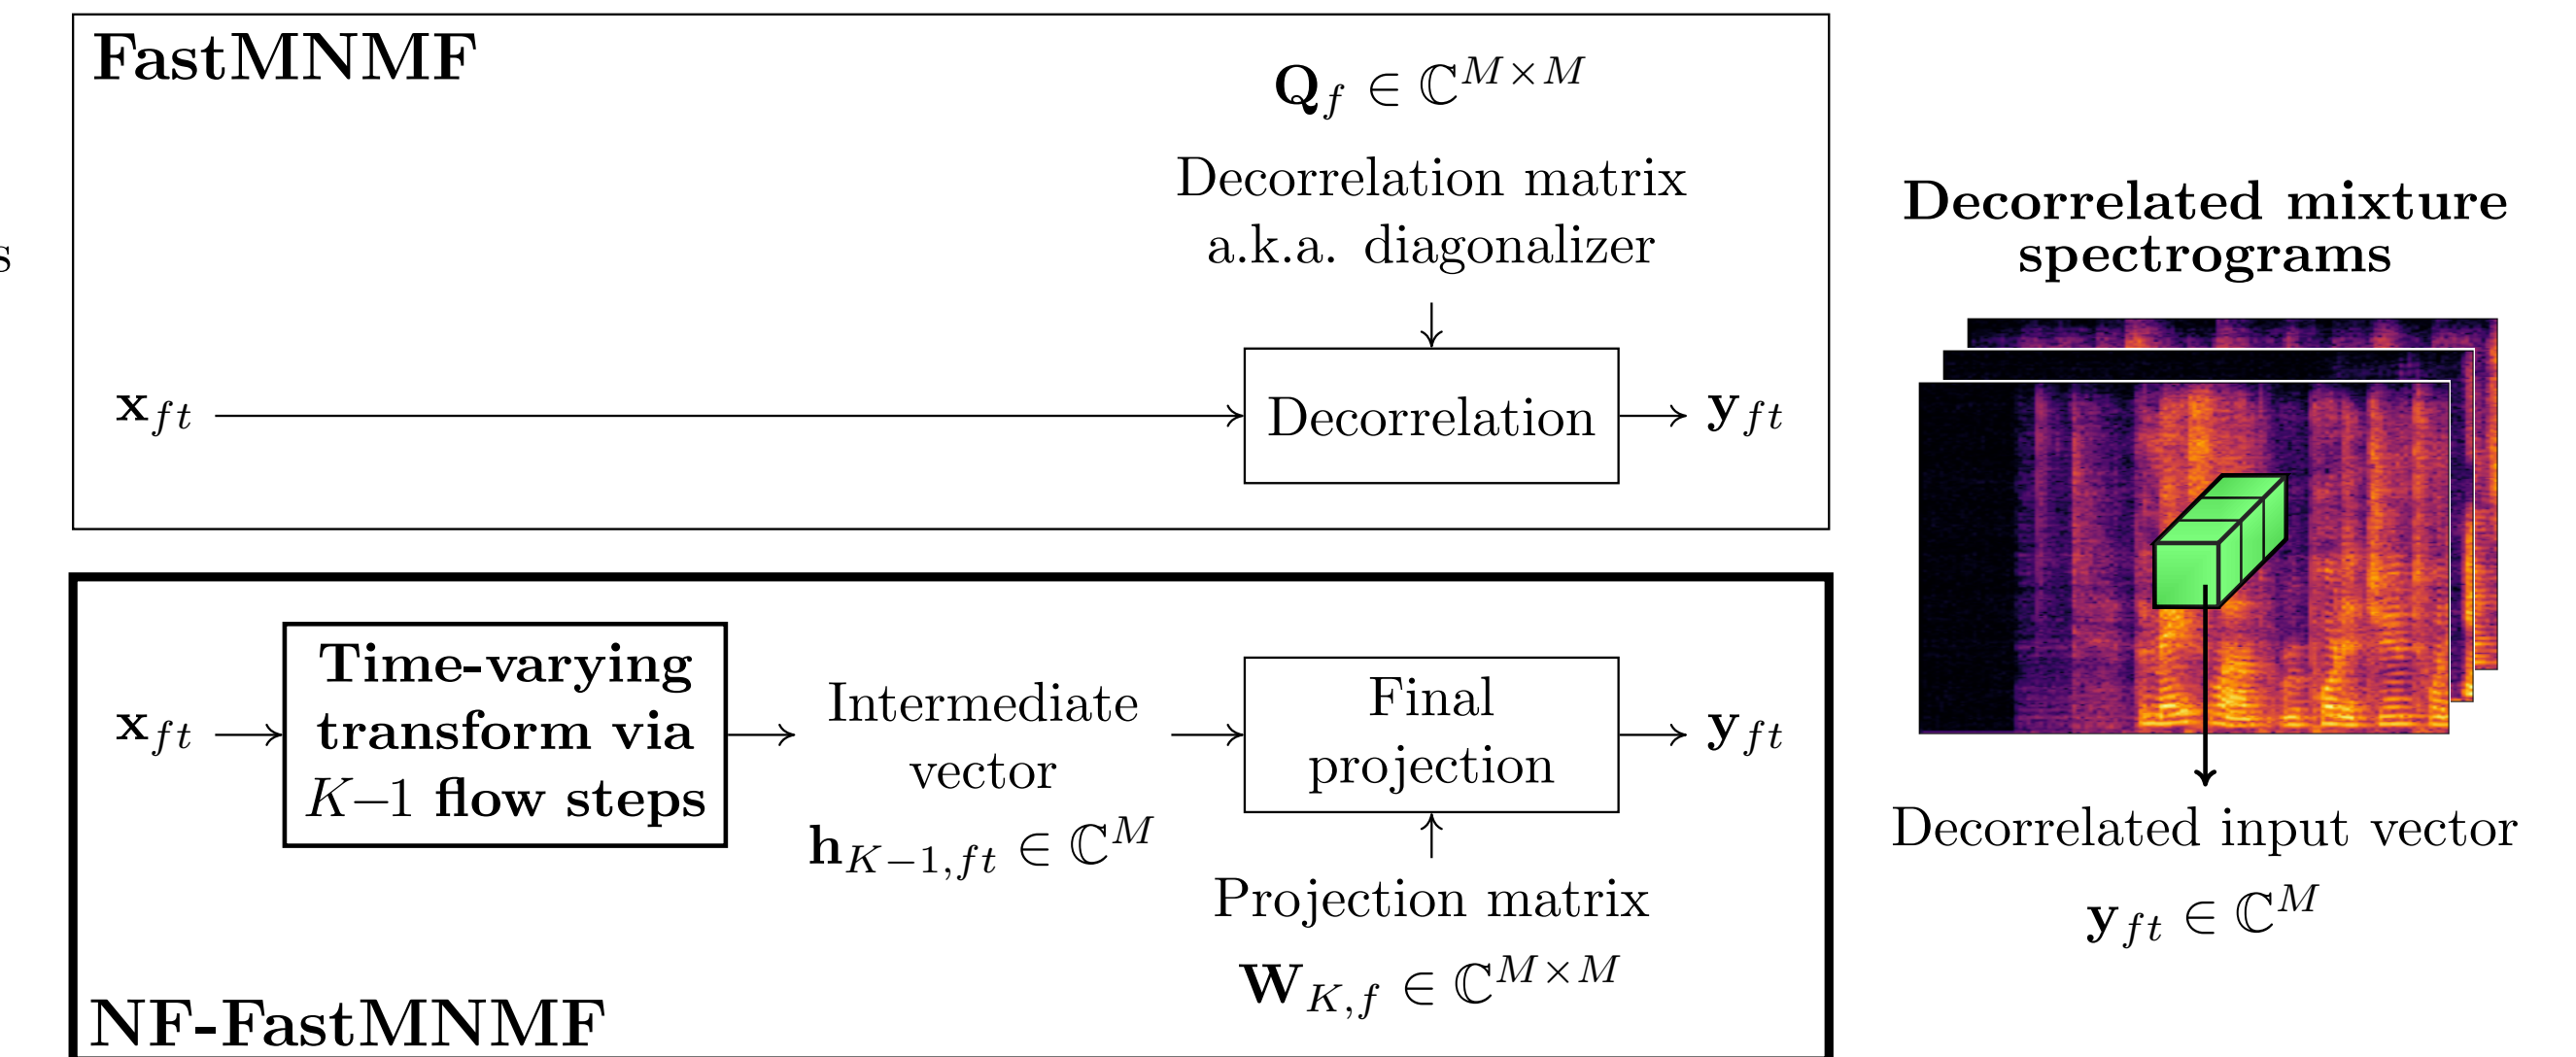 s
FastMNMF
Q_f ∈ ℂ^{M×M}
Decorrelation matrix
a.k.a. diagonalizer
x_{ft}
Decorrelation
y_{ft}
Time-varying
transform via
K−1 flow steps
x_{ft}
Intermediate
vector
h_{K−1,ft} ∈ ℂ^M
Final
projection
y_{ft}
Projection matrix
W_{K,f} ∈ ℂ^{M×M}
NF-FastMNMF
Decorrelated mixture
spectrograms
Decorrelated input vector
y_{ft} ∈ ℂ^M